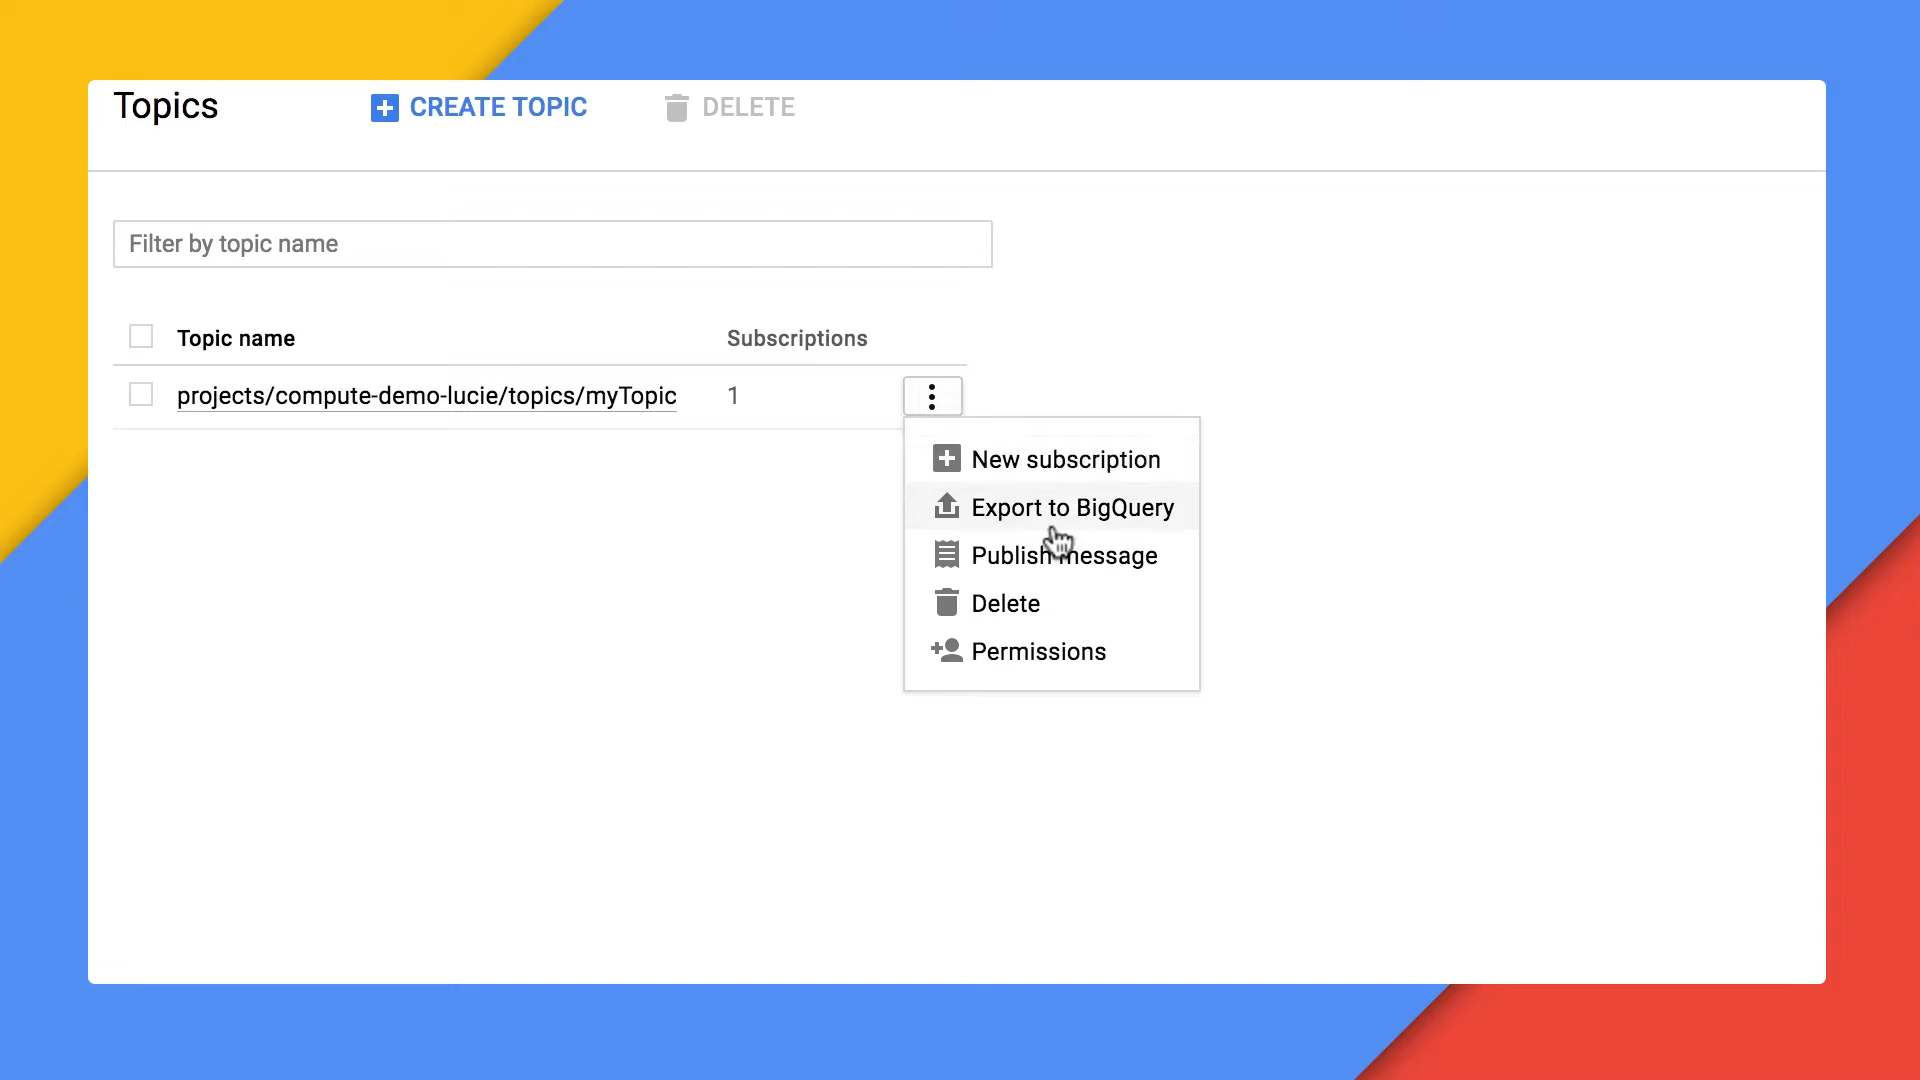 Topics
CREATE TOPIC
DELETE
Filter by topic name
Topic name
Subscriptions
projects/compute-demo-lucie/topics/myTopic
1
New subscription
Export to BigQuery
Publish message
Delete
Permissions